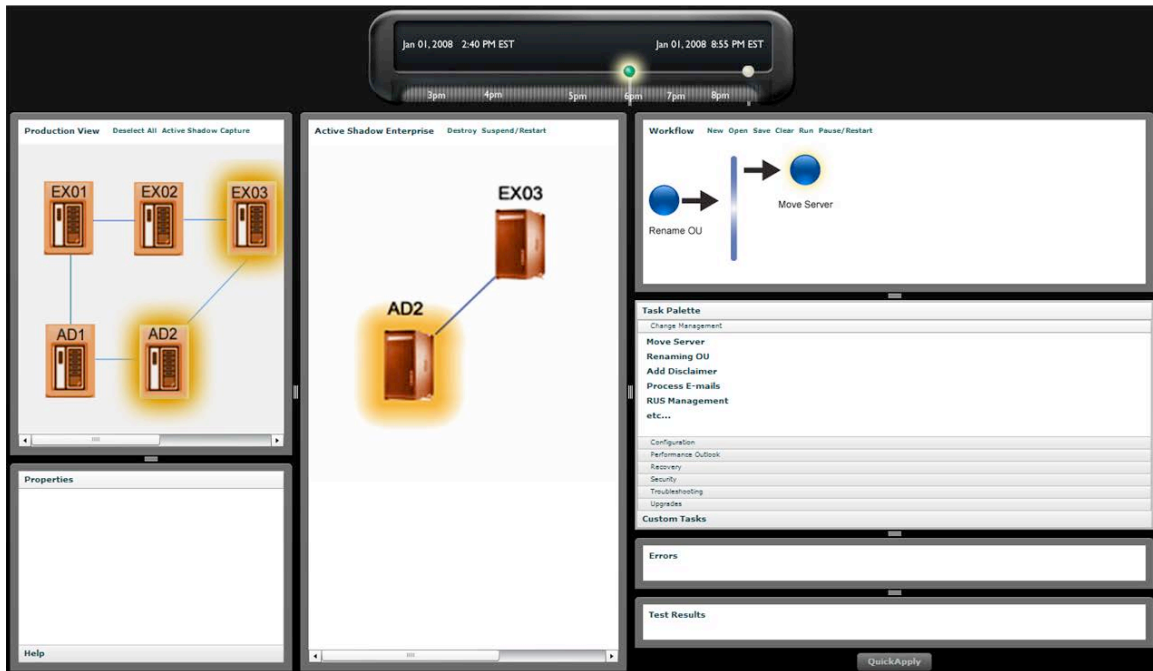 Jan 01, 2008 2:40 PM EST
Jan 01, 2008 8:55 PM EST
3pm 4pm 5pm 6pm 7pm 8pm
Production View Deselect All Active Shadow Capture
EX01 EX02 EX03
AD1 AD2
Properties
Help
Active Shadow Enterprise Destroy Suspend/Restart
EX03
AD2
Workflow New Open Save Clear Run Pause/Restart
Move Server
Rename OU
Task Palette
Change Management
Move Server
Renaming OU
Add Disclaimer
Process E-mails
RUS Management
etc...
Configuration
Performance Outlook
Recovery
Security
Troubleshooting
Upgrades
Custom Tasks
Errors
Test Results
QuickApply